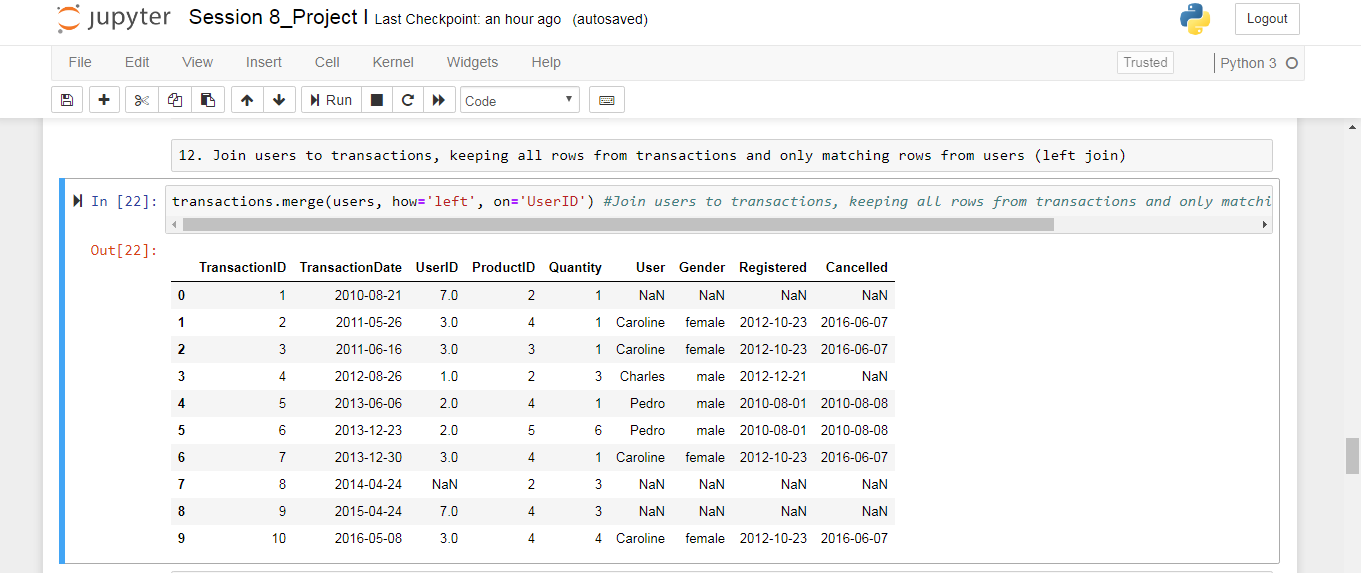 jupyter Session 8_Project I Last Checkpoint: an hour ago (autosaved) Logout
File Edit View Insert Cell Kernel Widgets Help Trusted Python 3
Run Code
12. Join users to transactions, keeping all rows from transactions and only matching rows from users (left join)
In [22]: transactions.merge(users, how='left', on='UserID') #Join users to transactions, keeping all rows from transactions and only matchi
Out[22]:
TransactionID TransactionDate UserID ProductID Quantity User Gender Registered Cancelled
0 1 2010-08-21 7.0 2 1 NaN NaN NaN NaN
1 2 2011-05-26 3.0 4 1 Caroline female 2012-10-23 2016-06-07
2 3 2011-06-16 3.0 3 1 Caroline female 2012-10-23 2016-06-07
3 4 2012-08-26 1.0 2 3 Charles male 2012-12-21 NaN
4 5 2013-06-06 2.0 4 1 Pedro male 2010-08-01 2010-08-08
5 6 2013-12-23 2.0 5 6 Pedro male 2010-08-01 2010-08-08
6 7 2013-12-30 3.0 4 1 Caroline female 2012-10-23 2016-06-07
7 8 2014-04-24 NaN 2 3 NaN NaN NaN NaN
8 9 2015-04-24 7.0 4 3 NaN NaN NaN NaN
9 10 2016-05-08 3.0 4 4 Caroline female 2012-10-23 2016-06-07